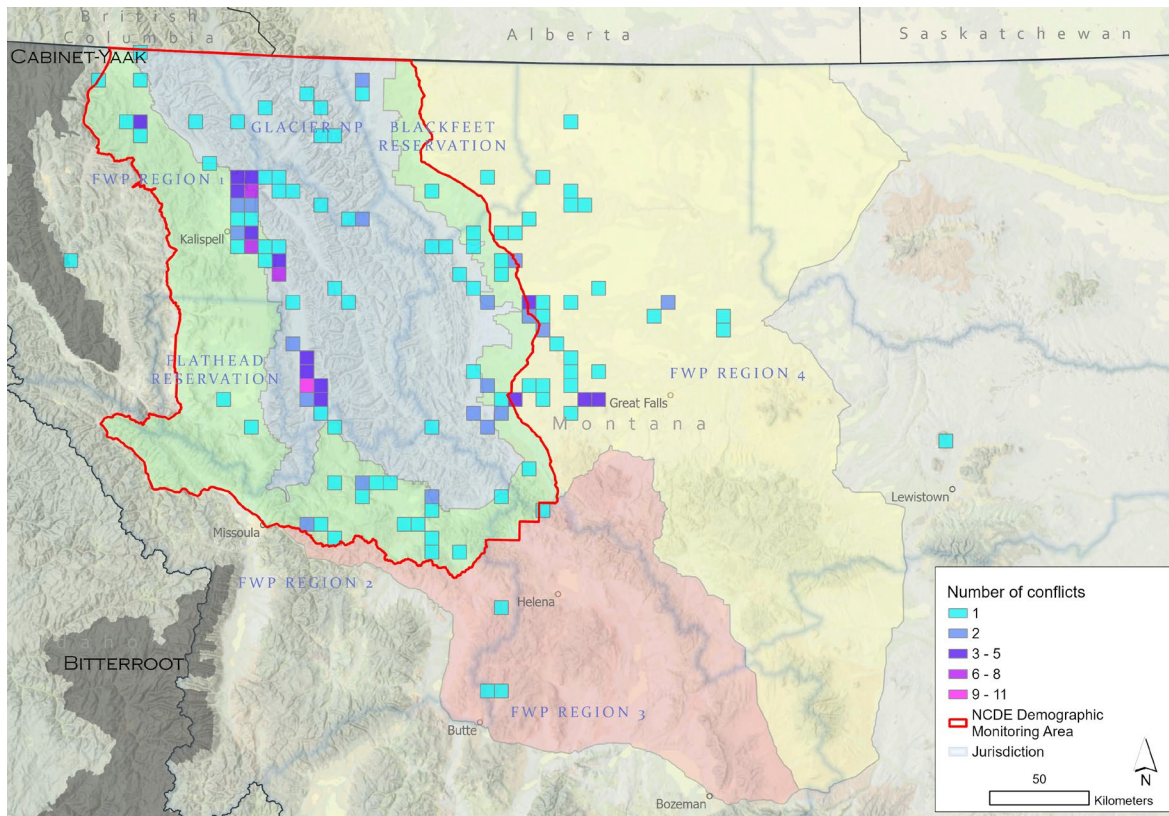 British
Columbia
Alberta
Saskatchewan
CABINET-YAAK
GLACIER NP
BLACKFEET
RESERVATION
FWP REGION 1
Kalispell
FLATHEAD
RESERVATION
FWP REGION 4
Great Falls
Montana
Lewistown
Missoula
FWP REGION 2
Helena
BITTERROOT
FWP REGION 3
Butte
Bozeman
Number of conflicts
1
2
3 - 5
6 - 8
9 - 11
NCDE Demographic
Monitoring Area
Jurisdiction
N
50
Kilometers